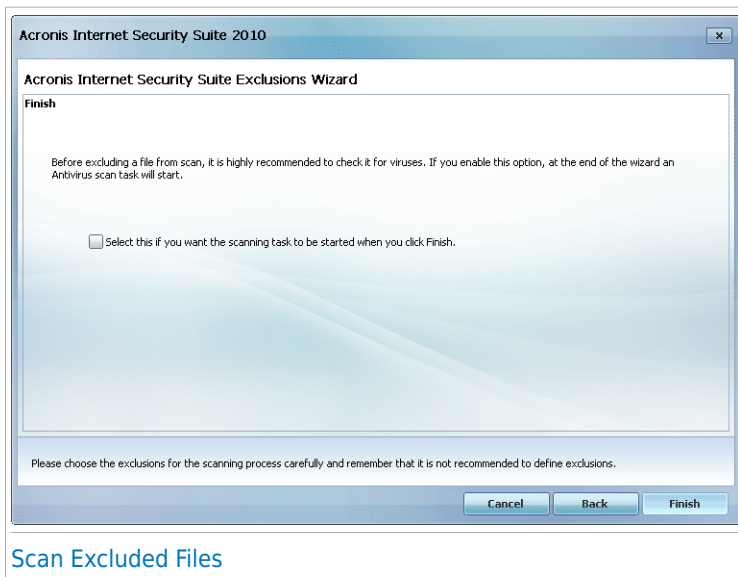 Acronis Internet Security Suite 2010
x
Acronis Internet Security Suite Exclusions Wizard
Finish
Before excluding a file from scan, it is highly recommended to check it for viruses. If you enable this option, at the end of the wizard an
Antivirus scan task will start.
Select this if you want the scanning task to be started when you click Finish.
Please choose the exclusions for the scanning process carefully and remember that it is not recommended to define exclusions.
Cancel Back Finish
Scan Excluded Files